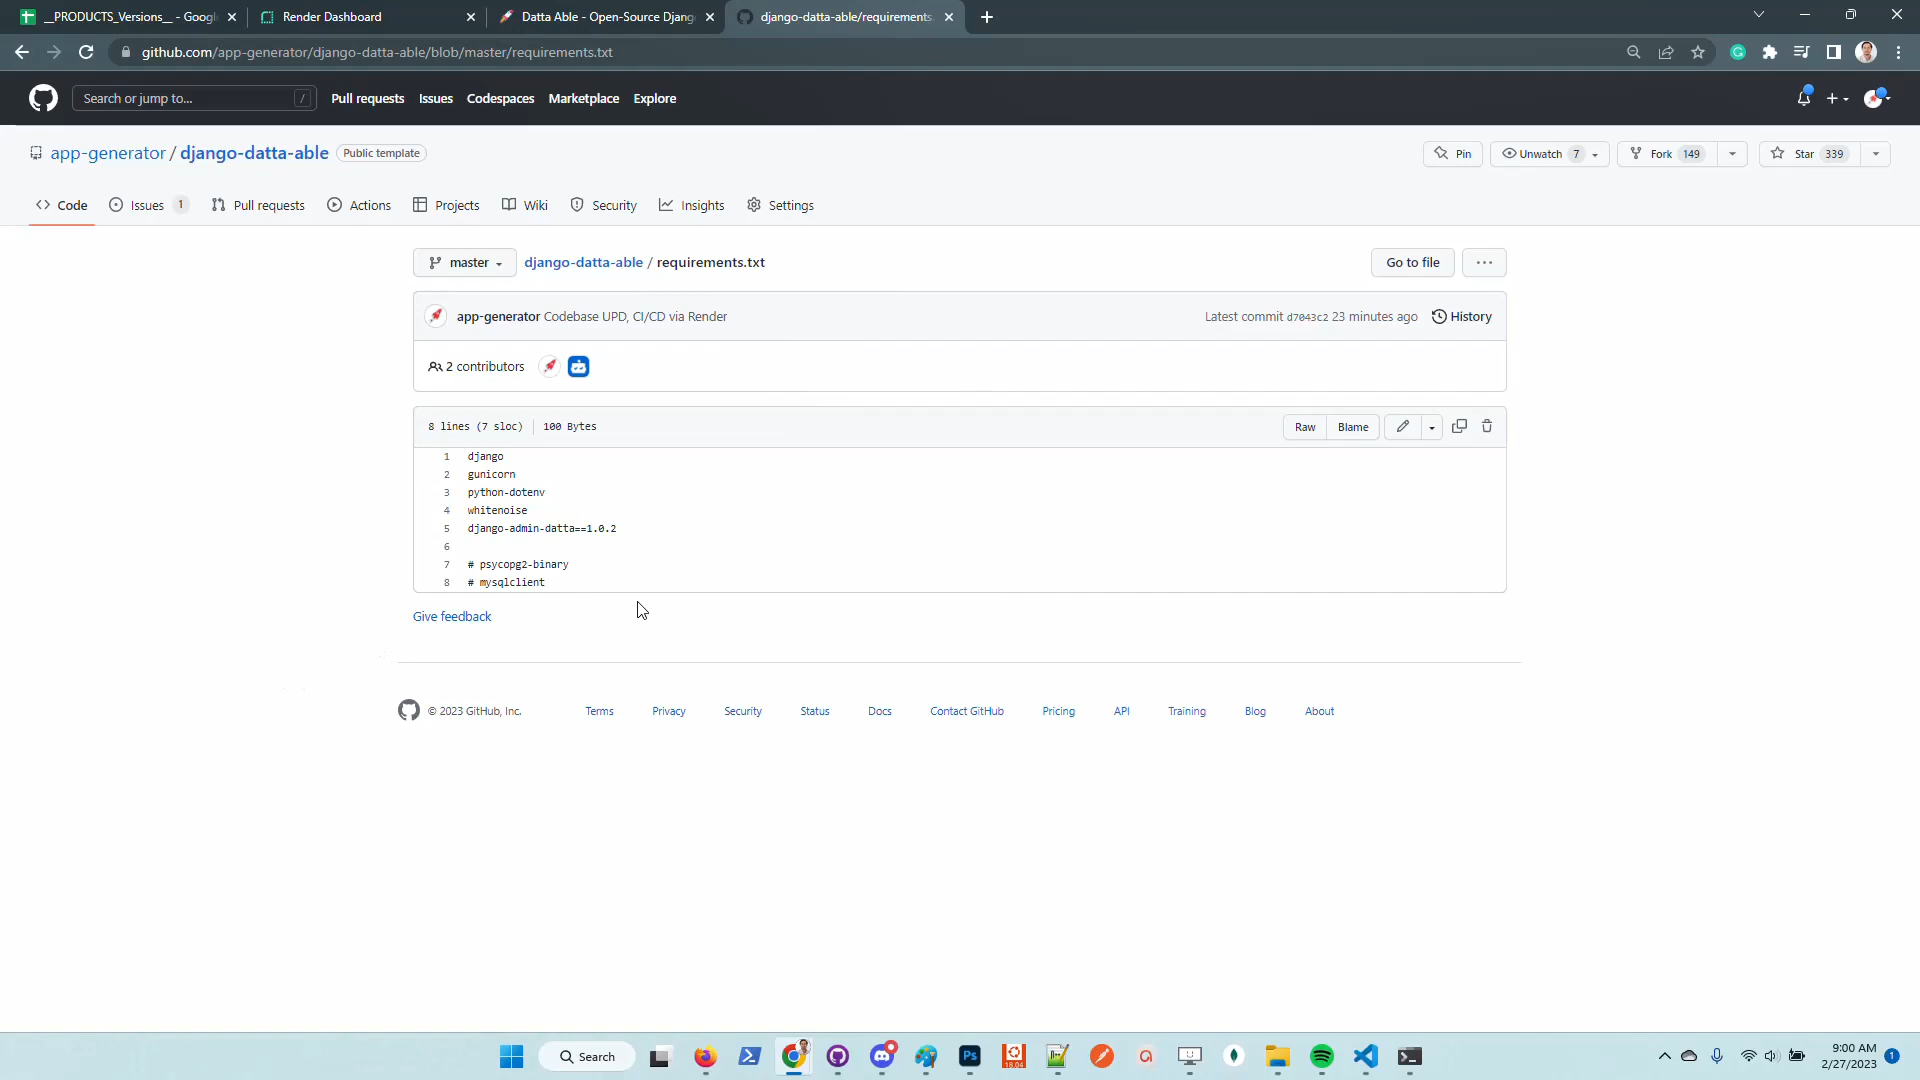 __PRODUCTS_Versions__ - Googl
Render Dashboard
Datta Able - Open-Source Djang
django-datta-able/requirements.
github.com/app-generator/django-datta-able/blob/master/requirements.txt
Search or jump to... /
Pull requests Issues Codespaces Marketplace Explore
app-generator / django-datta-able Public template
Pin Unwatch 7 Fork 149 Star 339
Code Issues 1 Pull requests Actions Projects Wiki Security Insights Settings
master django-datta-able / requirements.txt Go to file
app-generator Codebase UPD, CI/CD via Render Latest commit d7043c2 23 minutes ago History
2 contributors
8 lines (7 sloc) 100 Bytes Raw Blame
1 django
2 gunicorn
3 python-dotenv
4 whitenoise
5 django-admin-datta==1.0.2
6
7 # psycopg2-binary
8 # mysqlclient
Give feedback
© 2023 GitHub, Inc. Terms Privacy Security Status Docs Contact GitHub Pricing API Training Blog About
Search
Ps
18.04
9:00 AM
2/27/2023
1